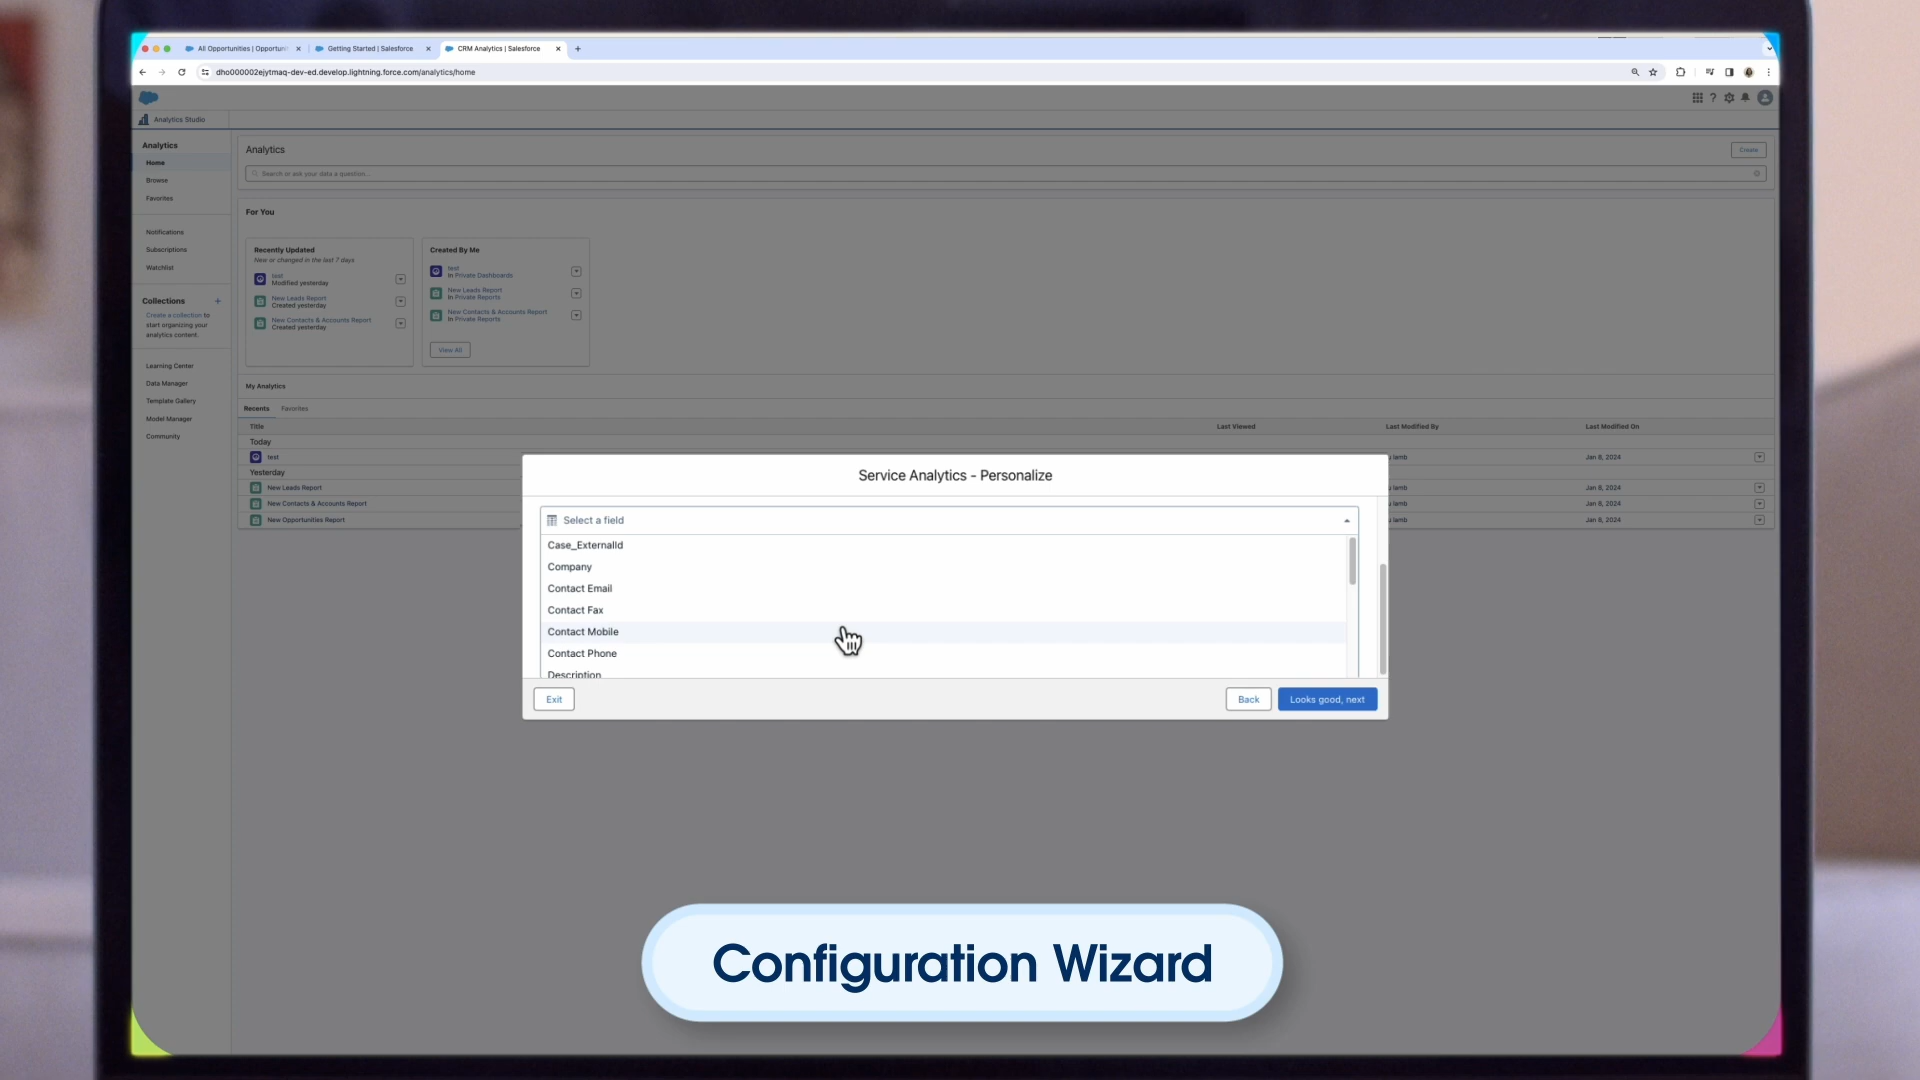 All Opportunities | Opportuni
Getting Started | Salesforce
CRM Analytics | Salesforce
dho000002ejytmaq-dev-ed.develop.lightning.force.com/analytics/home
Analytics Studio
Analytics
Home
Browse
Favorites
Notifications
Subscriptions
Watchlist
Collections
Create a collection to
start organizing your
analytics content.
Learning Center
Data Manager
Template Gallery
Model Manager
Community
Analytics
Create
Search or ask your data a question...
For You
Recently Updated
New or changed in the last 7 days
test
Modified yesterday
New Leads Report
Created yesterday
New Contacts & Accounts Report
Created yesterday
Created By Me
test
In Private Dashboards
New Leads Report
In Private Reports
New Contacts & Accounts Report
In Private Reports
View All
My Analytics
Recents Favorites
Title Last Viewed Last Modified By Last Modified On
Today
test lamb Jan 8, 2024
Yesterday
New Leads Report lamb Jan 8, 2024
New Contacts & Accounts Report lamb Jan 8, 2024
New Opportunities Report lamb Jan 8, 2024
Service Analytics - Personalize
Select a field
Case_ExternalId
Company
Contact Email
Contact Fax
Contact Mobile
Contact Phone
Description
Exit
Back
Looks good, next
Configuration Wizard